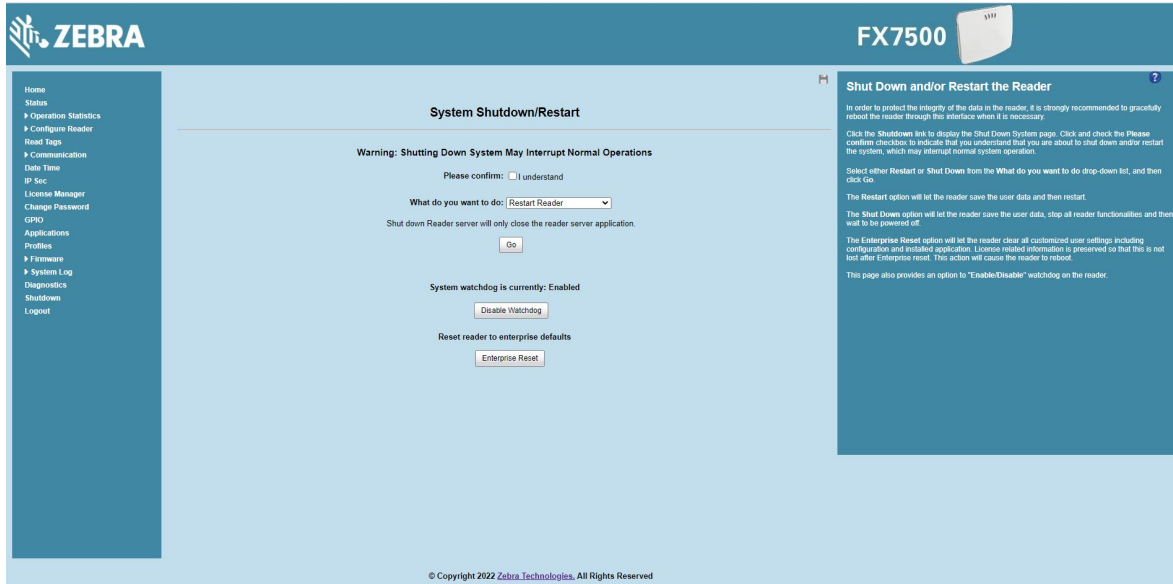 ZEBRA
FX7500
Home
Status
Operation Statistics
Configure Reader
Read Tags
Communication
Date Time
IP Sec
License Manager
Change Password
GPIO
Applications
Profiles
Firmware
System Log
Diagnostics
Shutdown
Logout
System Shutdown/Restart
Warning: Shutting Down System May Interrupt Normal Operations
Please confirm: I understand
What do you want to do: Restart Reader
Shut down Reader server will only close the reader server application.
Go
System watchdog is currently: Enabled
Disable Watchdog
Reset reader to enterprise defaults
Enterprise Reset
?
Shut Down and/or Restart the Reader
In order to protect the integrity of the data in the reader, it is strongly recommended to gracefully
reboot the reader through this interface when it is necessary.
Click the Shutdown link to display the Shut Down System page. Click and check the Please
confirm checkbox to indicate that you understand that you are about to shut down and/or restart
the system, which may interrupt normal system operation.
Select either Restart or Shut Down from the What do you want to do drop-down list, and then
click Go.
The Restart option will let the reader save the user data and then restart.
The Shut Down option will let the reader save the user data, stop all reader functionalities and then
wait to be powered off.
The Enterprise Reset option will let the reader clear all customized user settings including
configuration and installed application. License related information is preserved so that this is not
lost after Enterprise reset. This action will cause the reader to reboot.
This page also provides an option to "Enable/Disable" watchdog on the reader.
© Copyright 2022 Zebra Technologies. All Rights Reserved